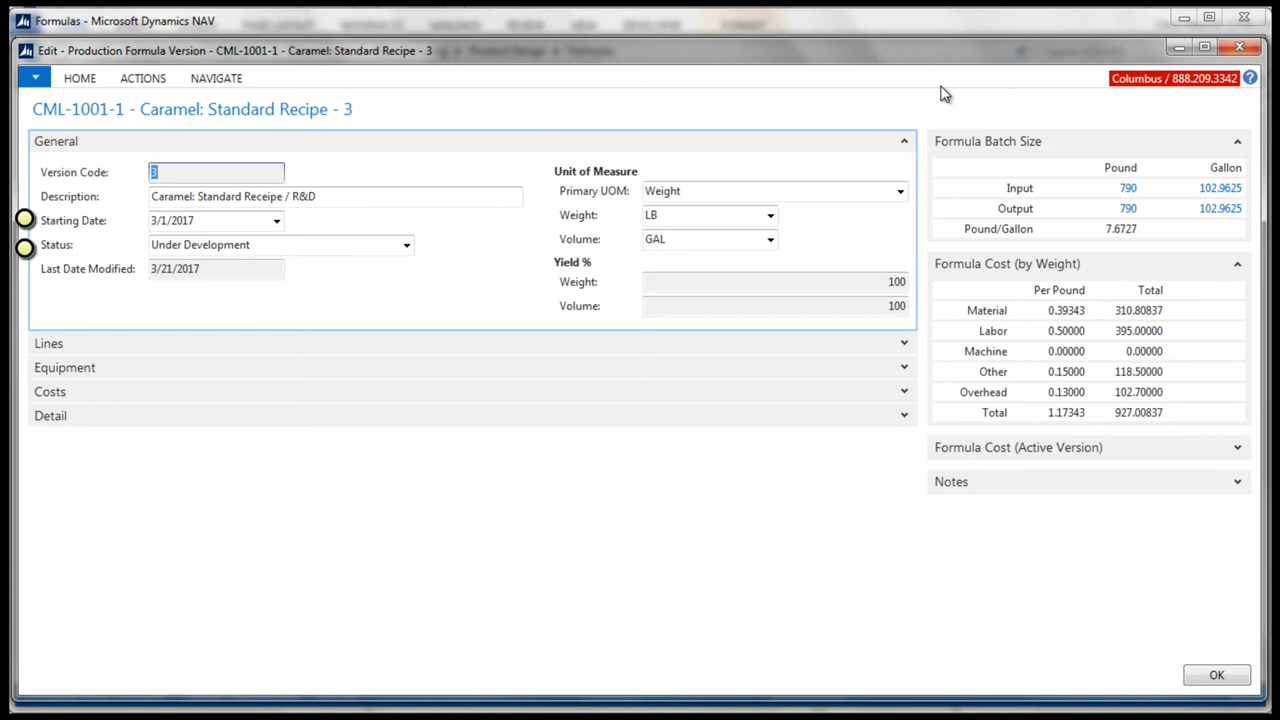 Formulas - Microsoft Dynamics NAV
Edit - Production Formula Version - CML-1001-1 - Caramel: Standard Recipe - 3
HOME ACTIONS NAVIGATE
Columbus / 888.209.3342
CML-1001-1 - Caramel: Standard Recipe - 3
General
Version Code: 3
Description: Caramel: Standard Receipe / R&D
Starting Date: 3/1/2017
Status: Under Development
Last Date Modified: 3/21/2017
Unit of Measure
Primary UOM: Weight
Weight: LB
Volume: GAL
Yield %
Weight: 100
Volume: 100
Lines
Equipment
Costs
Detail
Formula Batch Size
Pound Gallon
Input 790 102.9625
Output 790 102.9625
Pound/Gallon 7.6727
Formula Cost (by Weight)
Per Pound Total
Material 0.39343 310.80837
Labor 0.50000 395.00000
Machine 0.00000 0.00000
Other 0.15000 118.50000
Overhead 0.13000 102.70000
Total 1.17343 927.00837
Formula Cost (Active Version)
Notes
OK